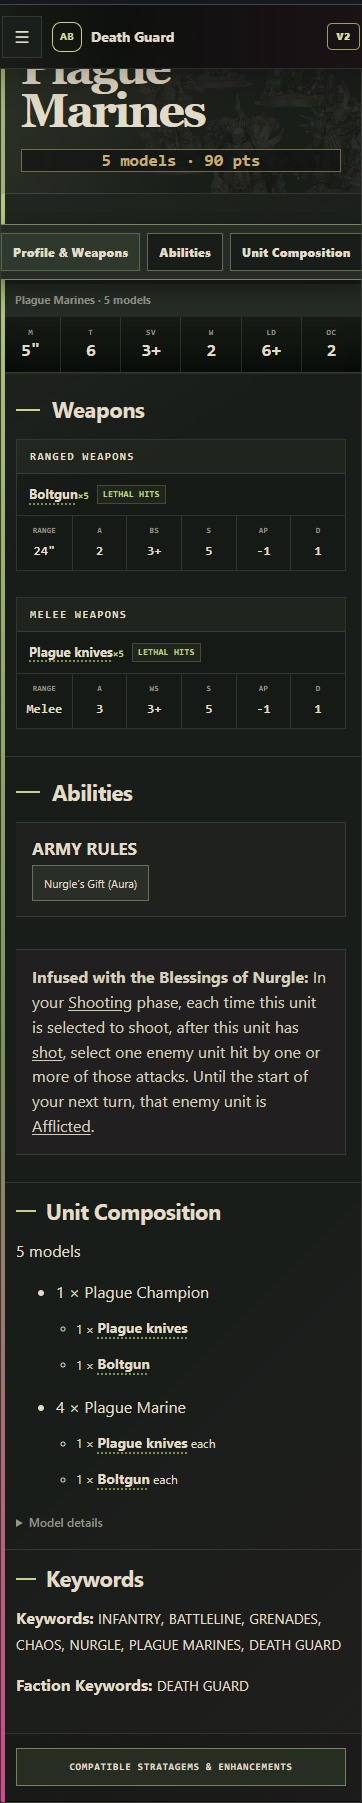 ☰ AB Death Guard V2
Plague
Marines
5 models · 90 pts
Profile & Weapons Abilities Unit Composition
Plague Marines · 5 models
M T SV W LD OC
5" 6 3+ 2 6+ 2
Weapons
RANGED WEAPONS
Boltgun×5 LETHAL HITS
RANGE A BS S AP D
24" 2 3+ 5 -1 1
MELEE WEAPONS
Plague knives×5 LETHAL HITS
RANGE A WS S AP D
Melee 3 3+ 5 -1 1
Abilities
ARMY RULES
Nurgle's Gift (Aura)
Infused with the Blessings of Nurgle: In
your Shooting phase, each time this unit
is selected to shoot, after this unit has
shot, select one enemy unit hit by one or
more of those attacks. Until the start of
your next turn, that enemy unit is
Afflicted.
Unit Composition
5 models
• 1 × Plague Champion
◦ 1 × Plague knives
◦ 1 × Boltgun
• 4 × Plague Marine
◦ 1 × Plague knives each
◦ 1 × Boltgun each
▶ Model details
Keywords
Keywords: INFANTRY, BATTLELINE, GRENADES,
CHAOS, NURGLE, PLAGUE MARINES, DEATH GUARD
Faction Keywords: DEATH GUARD
COMPATIBLE STRATAGEMS & ENHANCEMENTS